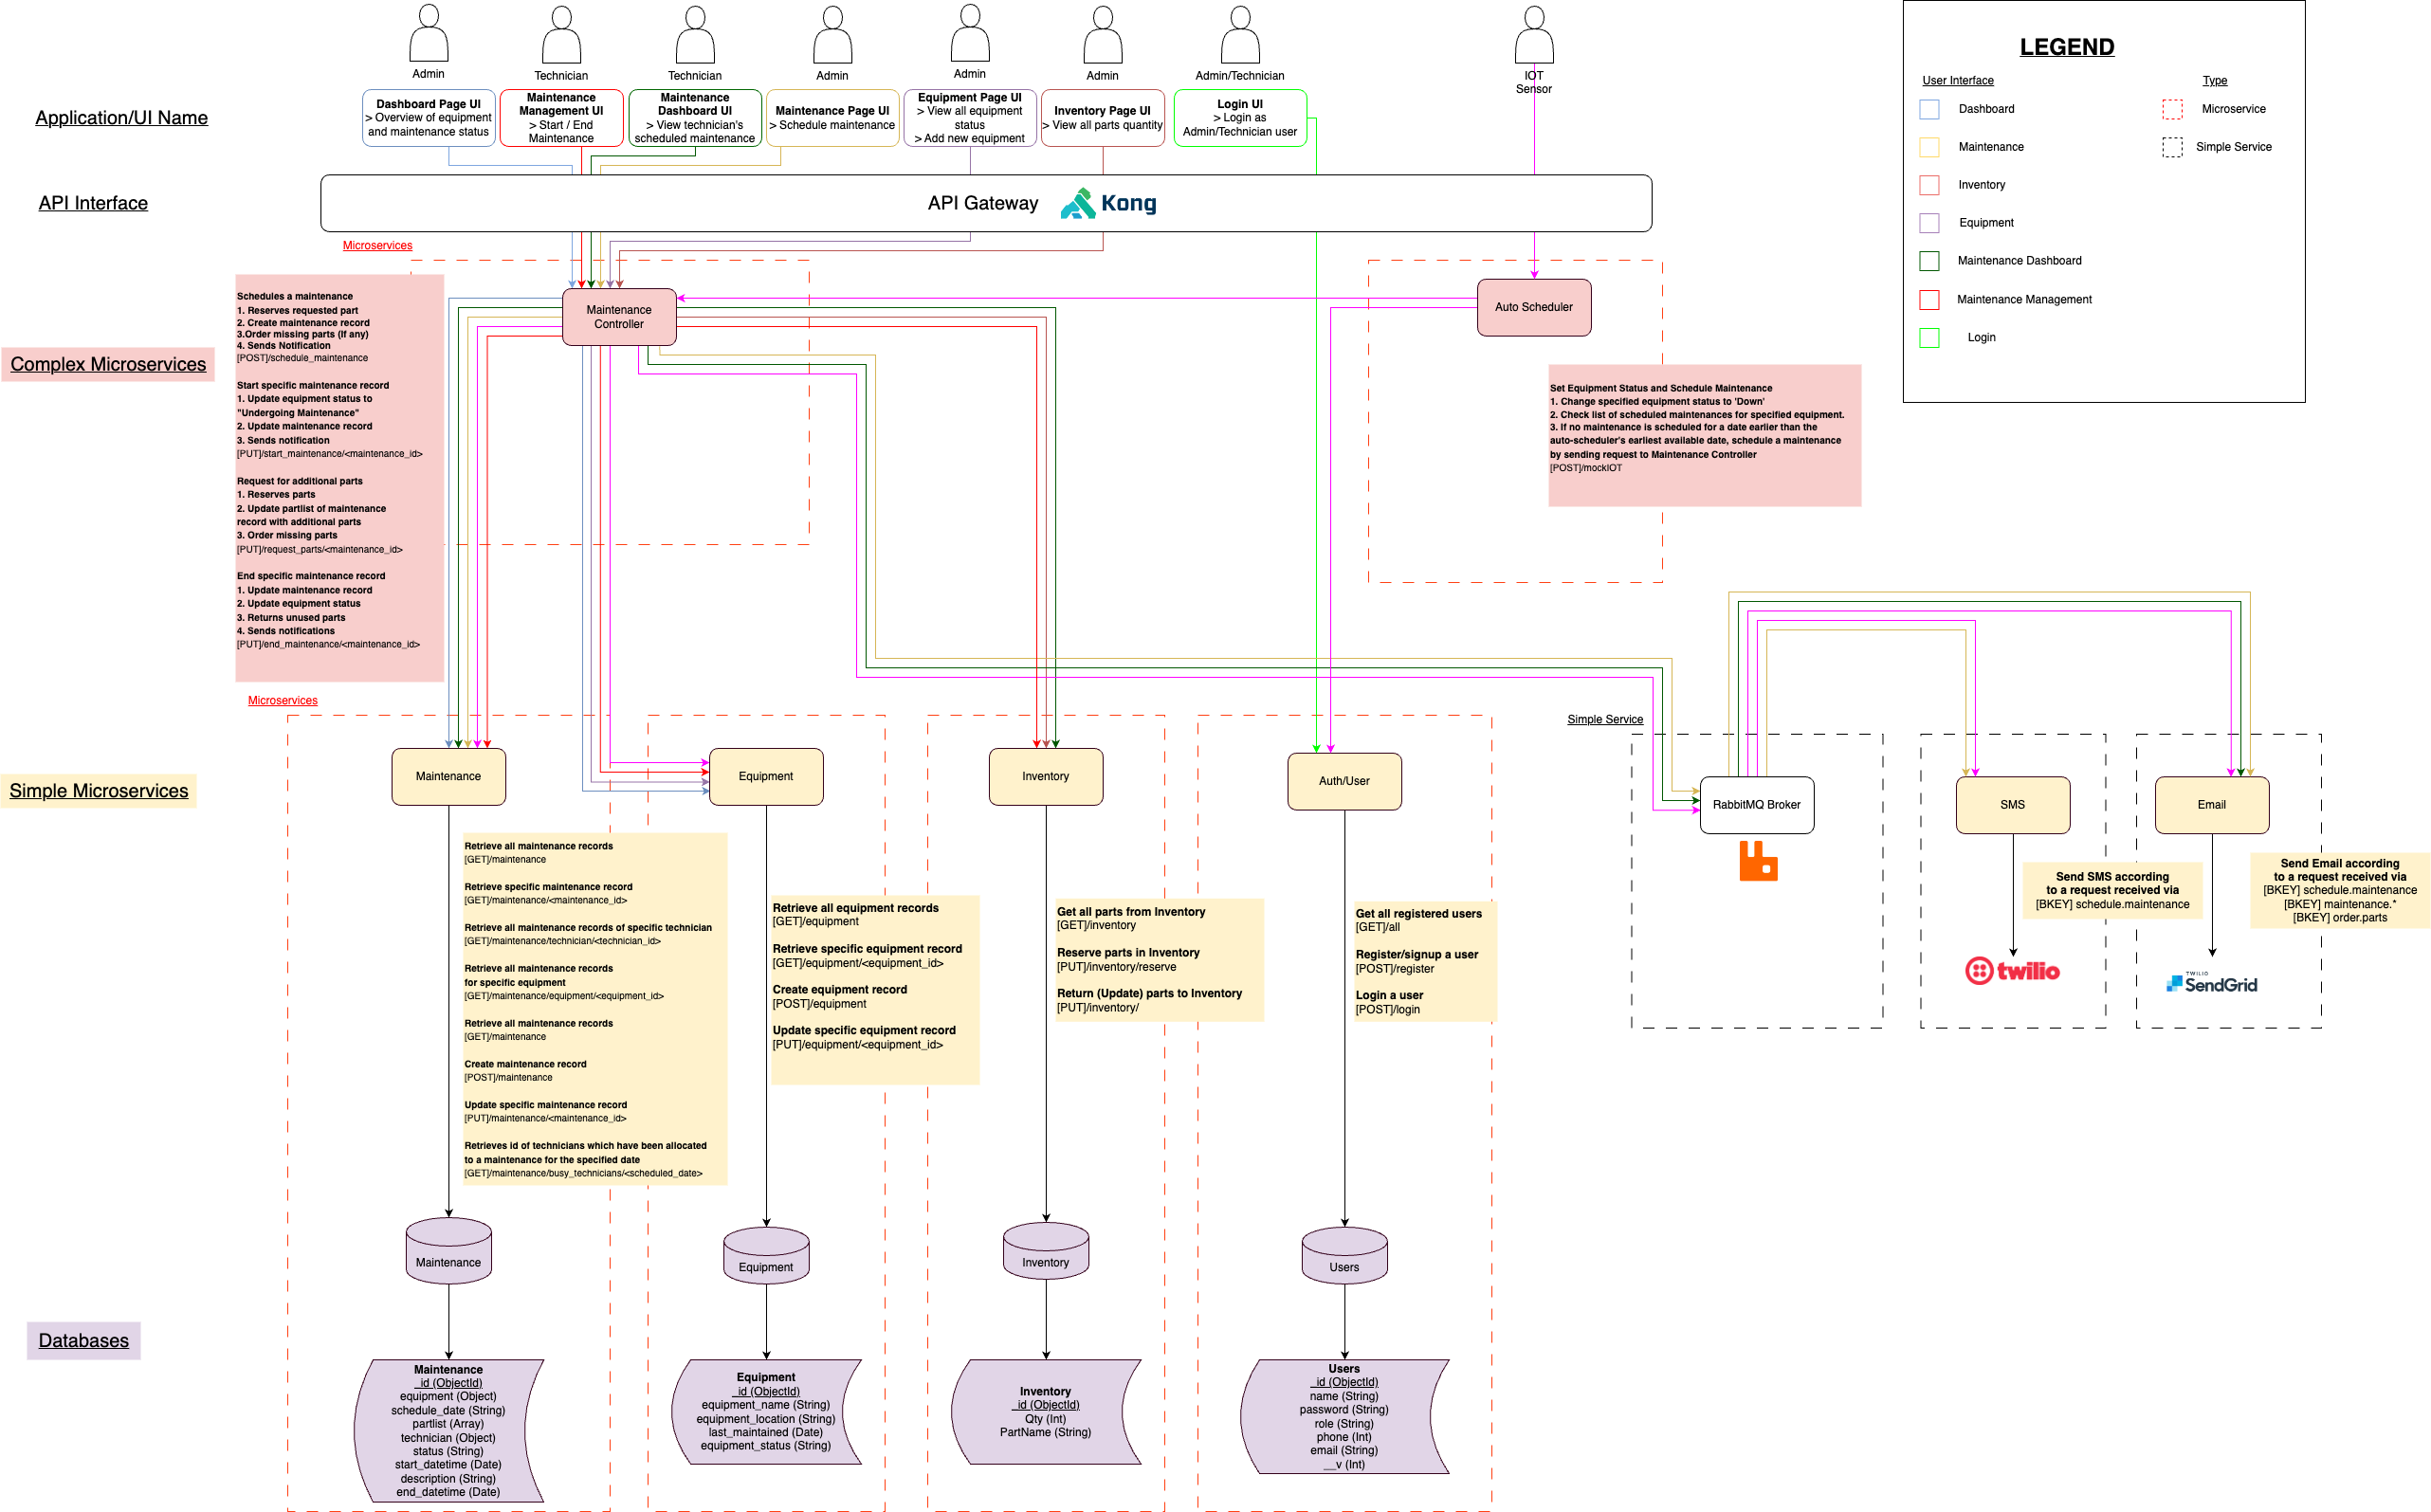 Admin
Technician
Technician
Admin
Admin
Admin
Admin/Technician
IOT
Sensor
Application/UI Name
Dashboard Page UI
> Overview of equipment
and maintenance status
Maintenance
Management UI
> Start / End
Maintenance
Maintenance
Dashboard UI
> View technician's
scheduled maintenance
Maintenance Page UI
> Schedule maintenance
Equipment Page UI
> View all equipment
status
> Add new equipment
Inventory Page UI
> View all parts quantity
Login UI
> Login as
Admin/Technician user
LEGEND
User Interface
Type
Dashboard
Microservice
Maintenance
Simple Service
Inventory
Equipment
Maintenance Dashboard
Maintenance Management
Login
API Interface
API Gateway
Kong
Microservices
Complex Microservices
Schedules a maintenance
1. Reserves requested part
2. Create maintenance record
3.Order missing parts (If any)
4. Sends Notification
[POST]/schedule_maintenance
Start specific maintenance record
1. Update equipment status to
"Undergoing Maintenance"
2. Update maintenance record
3. Sends notification
[PUT]/start_maintenance/<maintenance_id>
Request for additional parts
1. Reserves parts
2. Update partlist of maintenance
record with additional parts
3. Order missing parts
[PUT]/request_parts/<maintenance_id>
End specific maintenance record
1. Update maintenance record
2. Update equipment status
3. Returns unused parts
4. Sends notifications
[PUT]/end_maintenance/<maintenance_id>
Maintenance
Controller
Auto Scheduler
Set Equipment Status and Schedule Maintenance
1. Change specified equipment status to 'Down'
2. Check list of scheduled maintenances for specified equipment.
3. If no maintenance is scheduled for a date earlier than the
auto-scheduler's earliest available date, schedule a maintenance
by sending request to Maintenance Controller
[POST]/mockIOT
Microservices
Simple Service
Simple Microservices
Maintenance
Equipment
Inventory
Auth/User
RabbitMQ Broker
SMS
Email
Retrieve all maintenance records
[GET]/maintenance
Retrieve specific maintenance record
[GET]/maintenance/<maintenance_id>
Retrieve all maintenance records of specific technician
[GET]/maintenance/technician/<technician_id>
Retrieve all maintenance records
for specific equipment
[GET]/maintenance/equipment/<equipment_id>
Retrieve all maintenance records
[GET]/maintenance
Create maintenance record
[POST]/maintenance
Update specific maintenance record
[PUT]/maintenance/<maintenance_id>
Retrieves id of technicians which have been allocated
to a maintenance for the specified date
[GET]/maintenance/busy_technicians/<scheduled_date>
Retrieve all equipment records
[GET]/equipment
Retrieve specific equipment record
[GET]/equipment/<equipment_id>
Create equipment record
[POST]/equipment
Update specific equipment record
[PUT]/equipment/<equipment_id>
Get all parts from Inventory
[GET]/inventory
Reserve parts in Inventory
[PUT]/inventory/reserve
Return (Update) parts to Inventory
[PUT]/inventory/
Get all registered users
[GET]/all
Register/signup a user
[POST]/register
Login a user
[POST]/login
Send SMS according
to a request received via
[BKEY] schedule.maintenance
Send Email according
to a request received via
[BKEY] schedule.maintenance
[BKEY] maintenance.*
[BKEY] order.parts
twilio
TWILIO
SendGrid
Maintenance
Equipment
Inventory
Users
Databases
Maintenance
_id (ObjectId)
equipment (Object)
schedule_date (String)
partlist (Array)
technician (Object)
status (String)
start_datetime (Date)
description (String)
end_datetime (Date)
Equipment
_id (ObjectId)
equipment_name (String)
equipment_location (String)
last_maintained (Date)
equipment_status (String)
Inventory
_id (ObjectId)
Qty (Int)
PartName (String)
Users
_id (ObjectId)
name (String)
password (String)
role (String)
phone (Int)
email (String)
__v (Int)